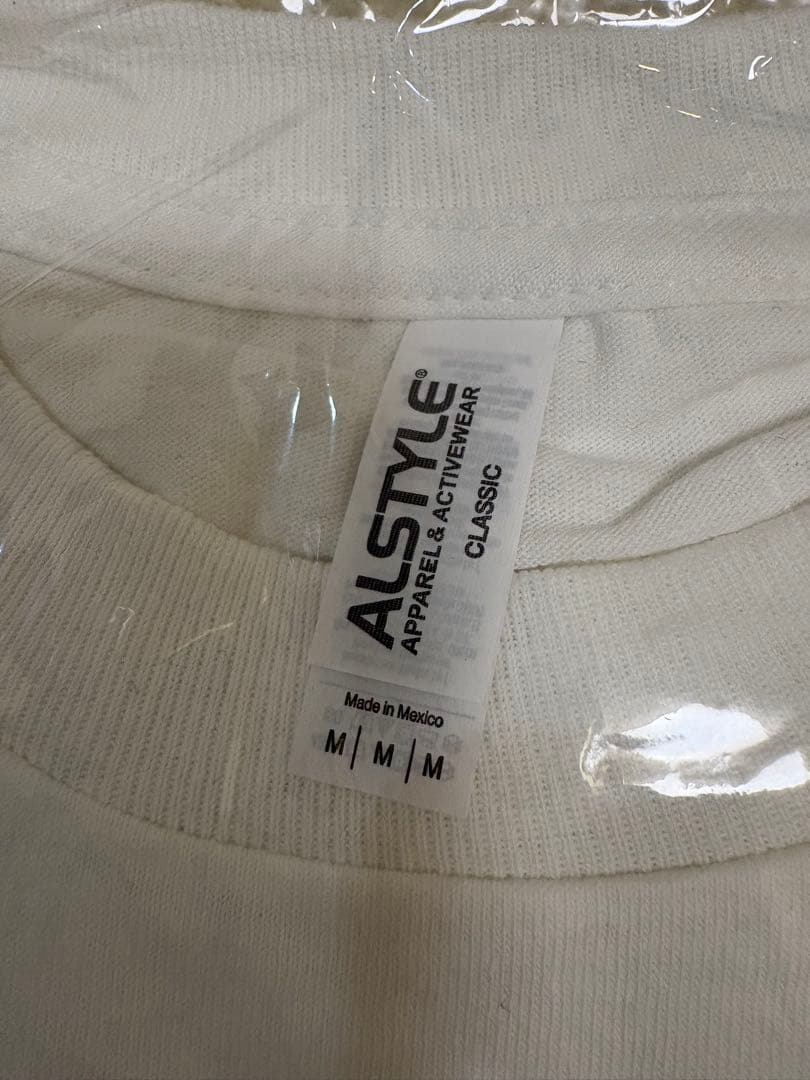 ALSTYLE®
APPAREL & ACTIVEWEAR
CLASSIC
Made in Mexico
M | M | M